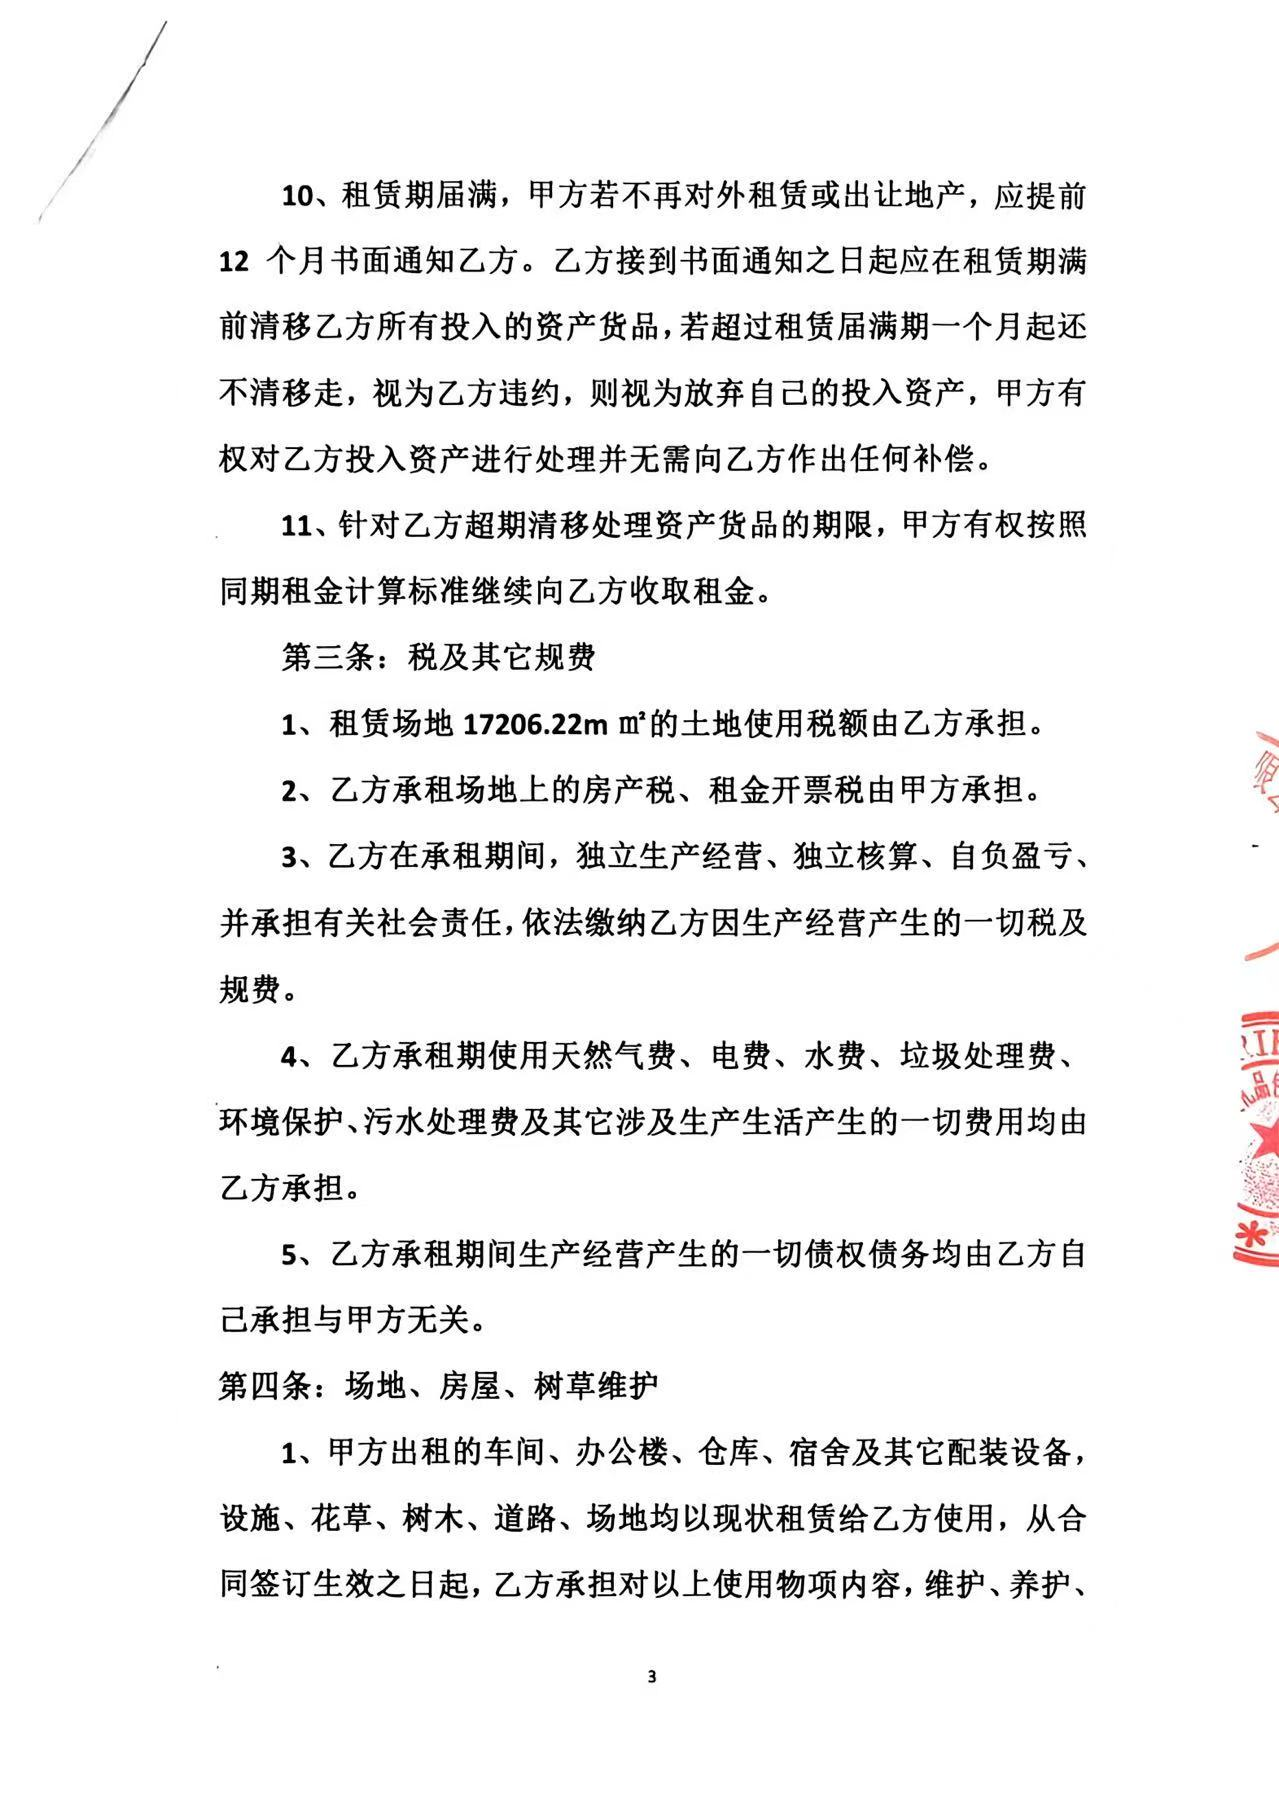 10、租赁期届满，甲方若不再对外租赁或出让地产，应提前
12 个月书面通知乙方。乙方接到书面通知之日起应在租赁期满
前清移乙方所有投入的资产货品，若超过租赁届满期一个月起还
不清移走，视为乙方违约，则视为放弃自己的投入资产，甲方有
权对乙方投入资产进行处理并无需向乙方作出任何补偿。
11、针对乙方超期清移处理资产货品的期限，甲方有权按照
同期租金计算标准继续向乙方收取租金。
第三条：税及其它规费
1、租赁场地 17206.22m ㎡的土地使用税额由乙方承担。
2、乙方承租场地上的房产税、租金开票税由甲方承担。
3、乙方在承租期间，独立生产经营、独立核算、自负盈亏、
并承担有关社会责任，依法缴纳乙方因生产经营产生的一切税及
规费。
4、乙方承租期使用天然气费、电费、水费、垃圾处理费、
环境保护、污水处理费及其它涉及生产生活产生的一切费用均由
乙方承担。
5、乙方承租期间生产经营产生的一切债权债务均由乙方自
己承担与甲方无关。
第四条：场地、房屋、树草维护
1、甲方出租的车间、办公楼、仓库、宿舍及其它配装设备，
设施、花草、树木、道路、场地均以现状租赁给乙方使用，从合
同签订生效之日起，乙方承担对以上使用物项内容，维护、养护、
3
限
品